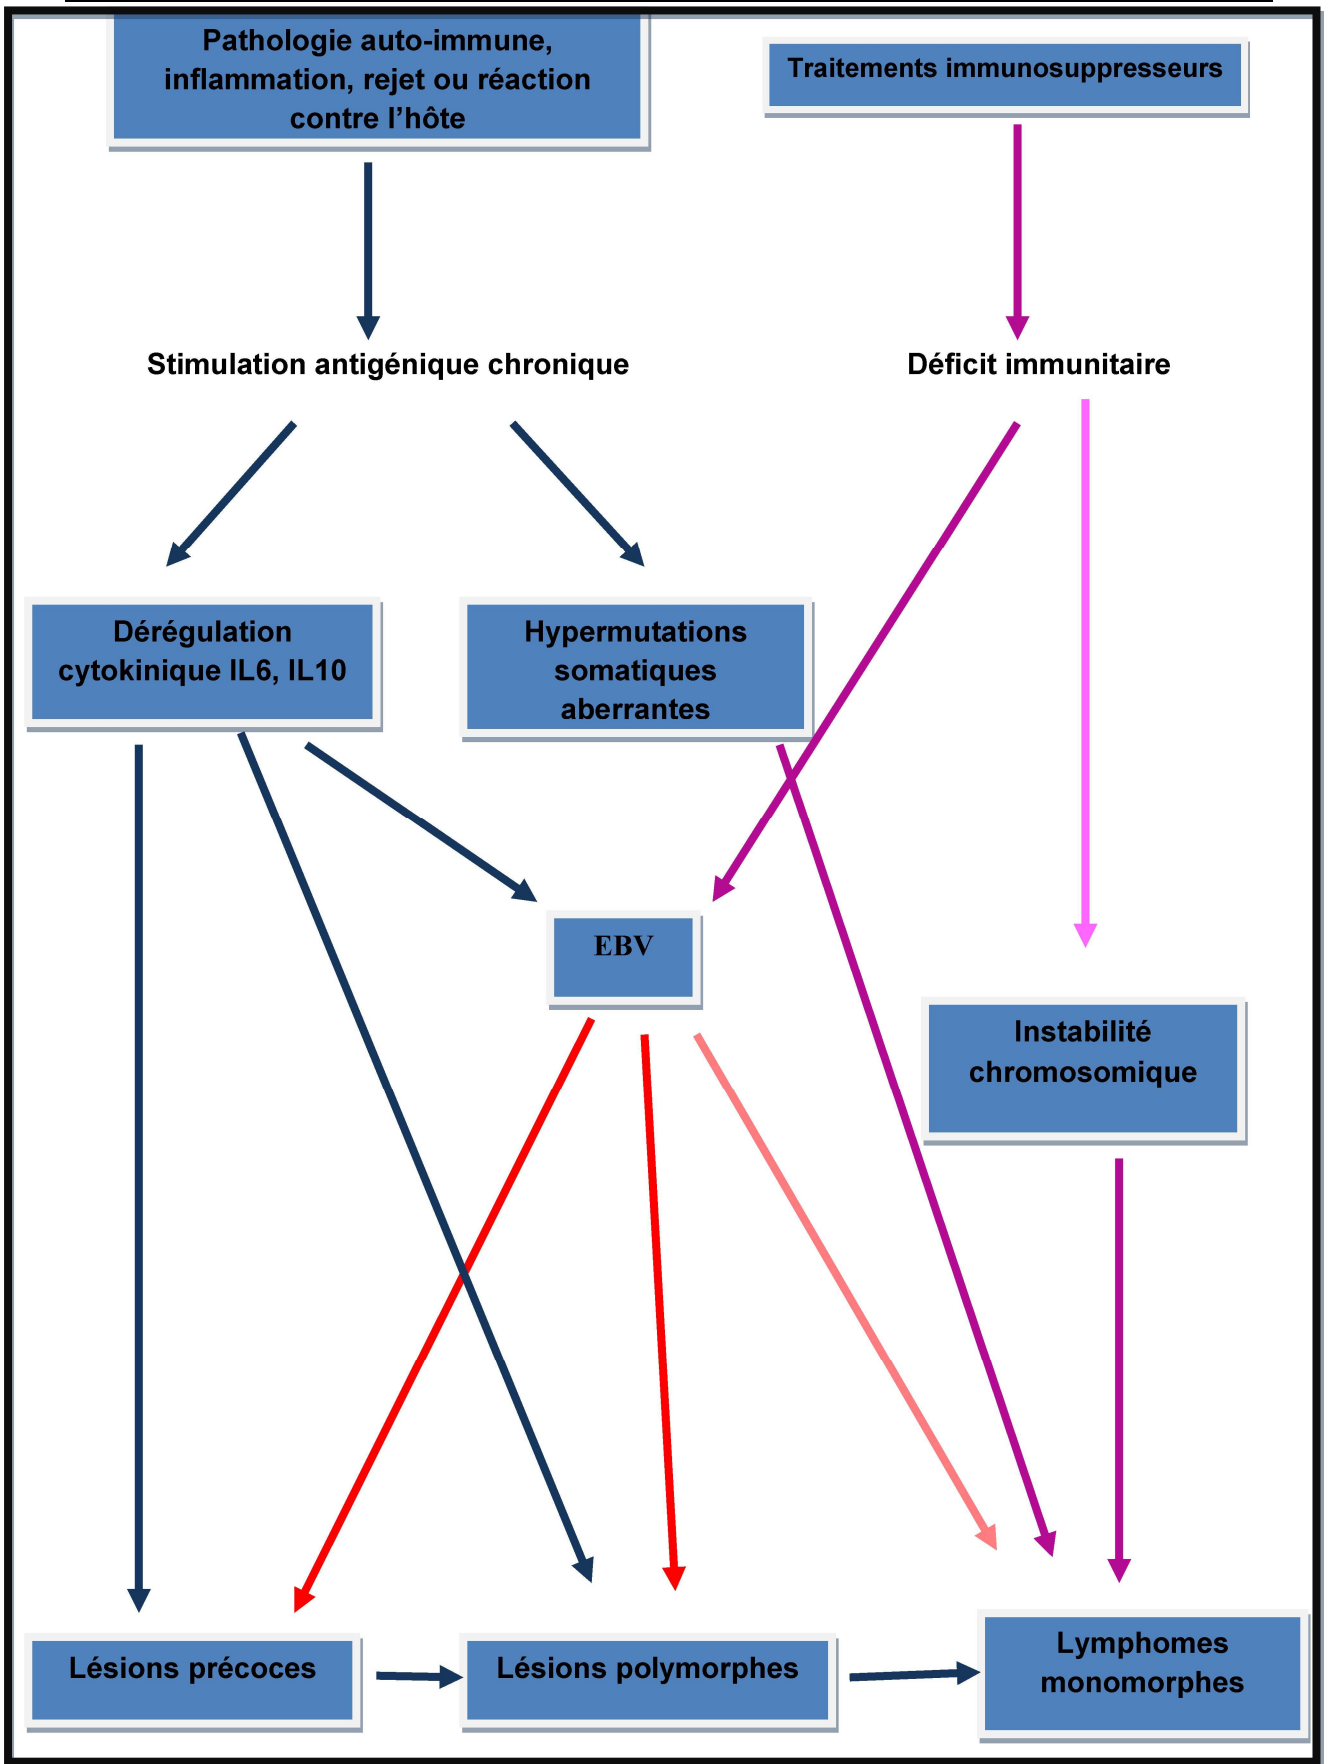 Pathologie auto-immune,
inflammation, rejet ou réaction
contre l'hôte
Traitements immunosuppresseurs
Stimulation antigénique chronique
Déficit immunitaire
Dérégulation
cytokinique IL6, IL10
Hypermutations
somatiques
aberrantes
EBV
Instabilité
chromosomique
Lésions précoces
Lésions polymorphes
Lymphomes
monomorphes